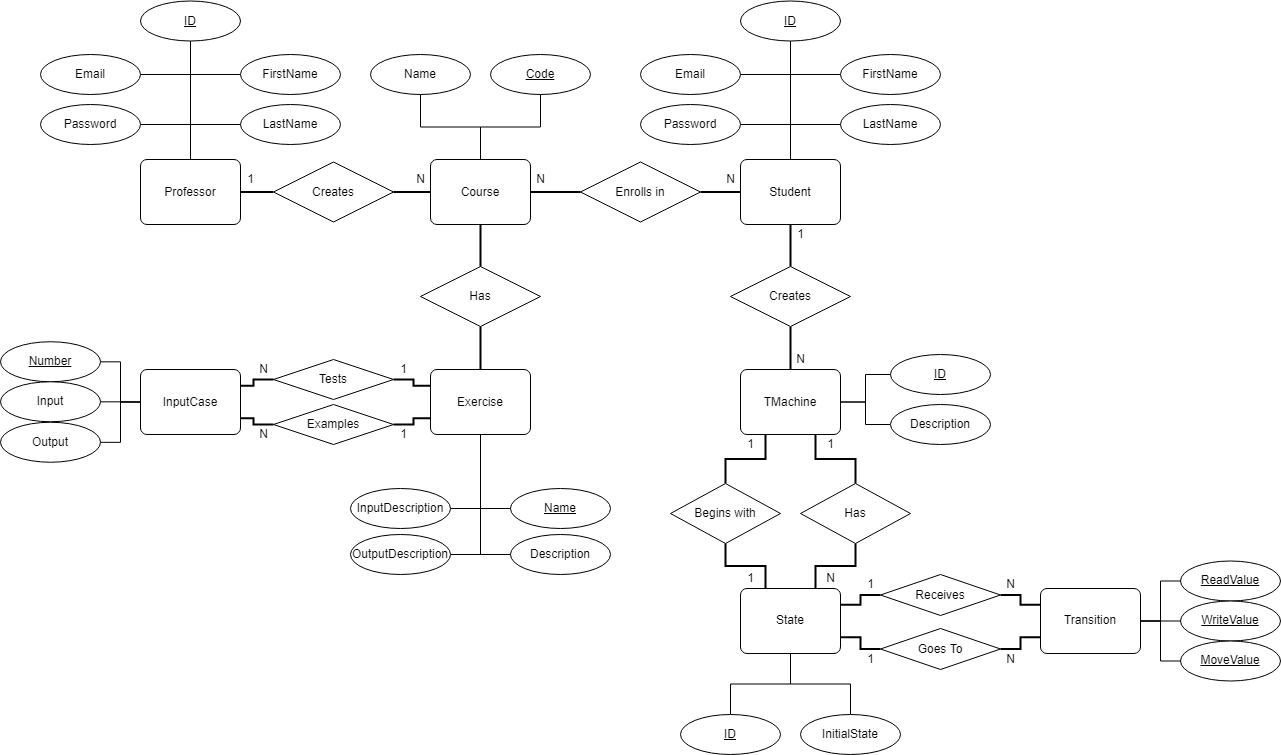 ID
ID
Email
FirstName
Name
Code
Email
FirstName
Password
LastName
Password
LastName
Professor
1
Creates
N
Course
N
Enrolls in
N
Student
1
Has
Creates
N
Number
Input
Output
InputCase
N
Tests
1
N
Examples
1
Exercise
TMachine
ID
Description
1
1
InputDescription
Name
OutputDescription
Description
Begins with
Has
1
N
State
1
Receives
N
1
Goes To
N
Transition
ReadValue
WriteValue
MoveValue
ID
InitialState